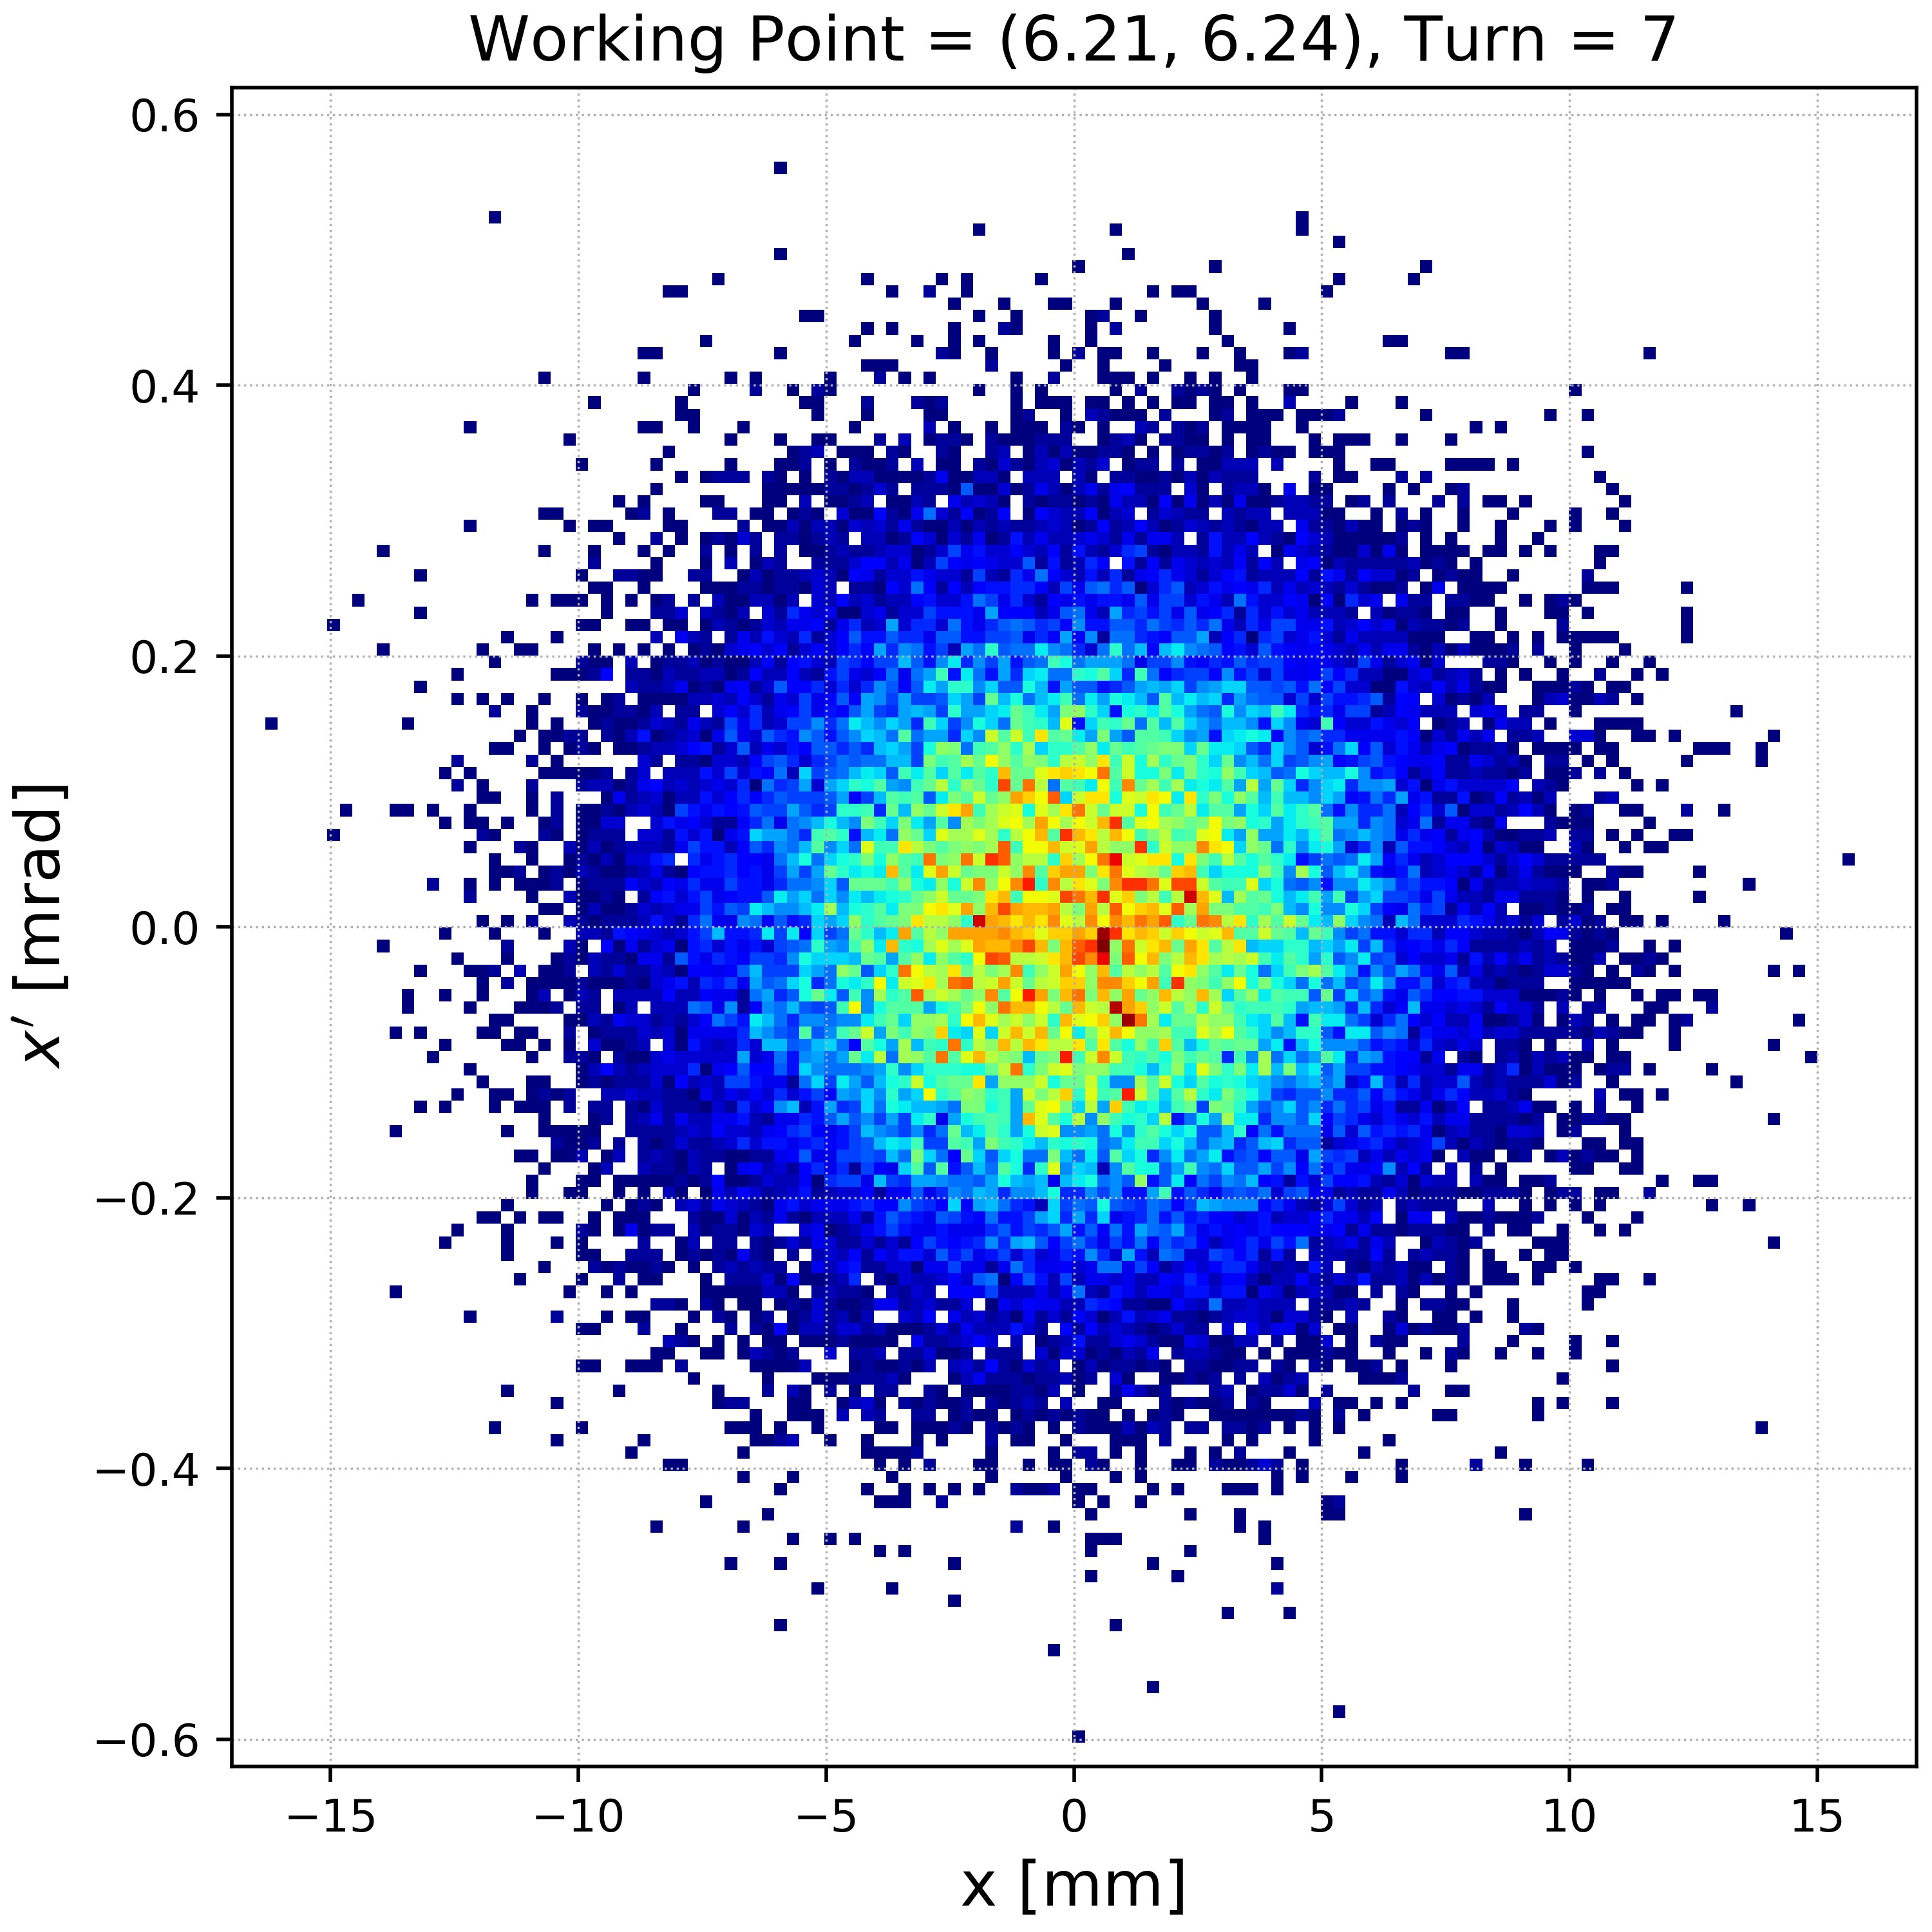 Working Point = (6.21, 6.24), Turn = 7
0.6
0.4
0.2
0.0
−0.2
−0.4
−0.6
x′ [mrad]
−15 −10 −5 0 5 10 15
x [mm]